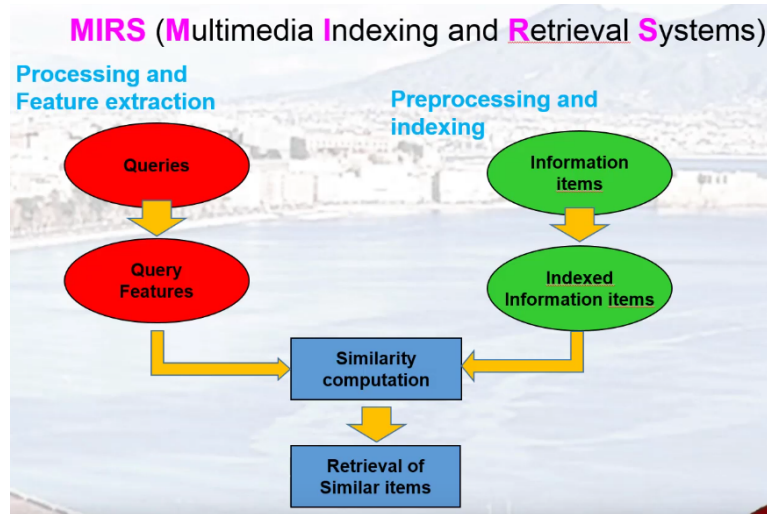 MIRS (Multimedia Indexing and Retrieval Systems)
Processing and
Feature extraction
Preprocessing and
indexing
Queries
Information
items
Query
Features
Indexed
Information items
Similarity
computation
Retrieval of
Similar items